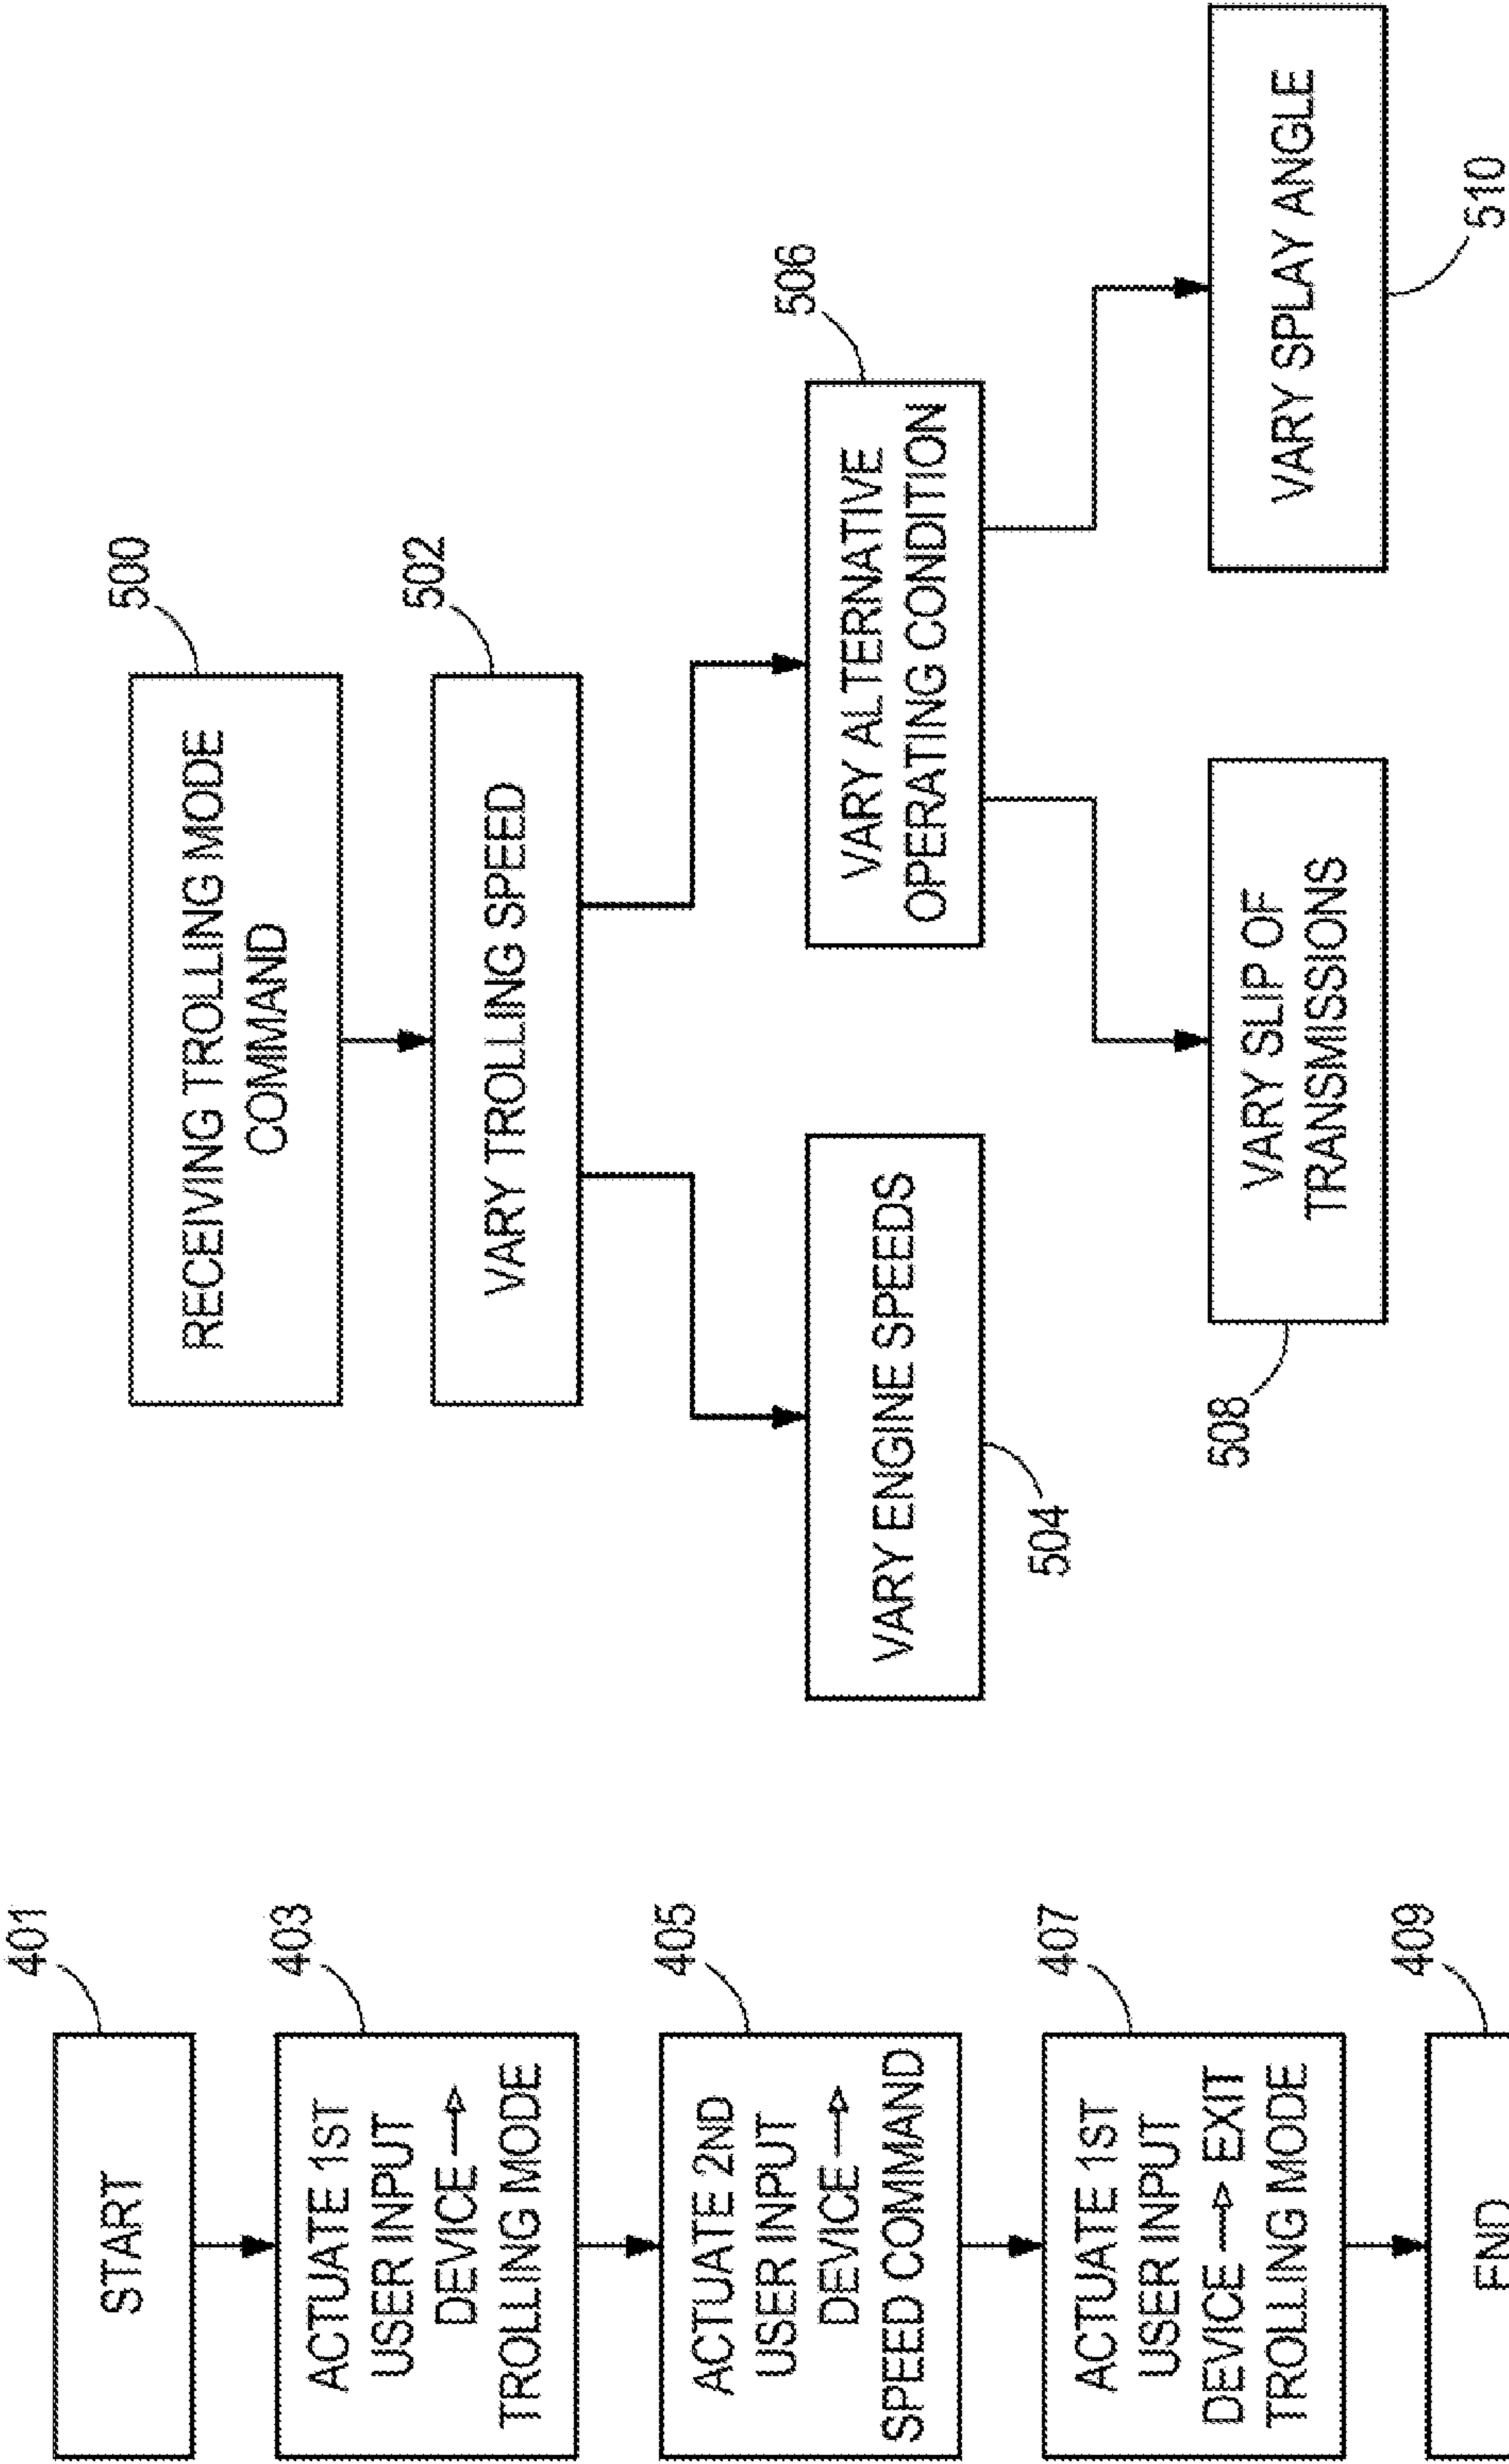 401
START
403
ACTUATE 1ST
USER INPUT
DEVICE →
TROLLING MODE
405
ACTUATE 2ND
USER INPUT
DEVICE →
SPEED COMMAND
407
ACTUATE 1ST
USER INPUT
DEVICE → EXIT
TROLLING MODE
409
END
500
RECEIVING TROLLING MODE
COMMAND
502
VARY TROLLING SPEED
VARY ENGINE SPEEDS
504
506
VARY ALTERNATIVE
OPERATING CONDITION
508
VARY SLIP OF
TRANSMISSIONS
VARY SPLAY ANGLE
510